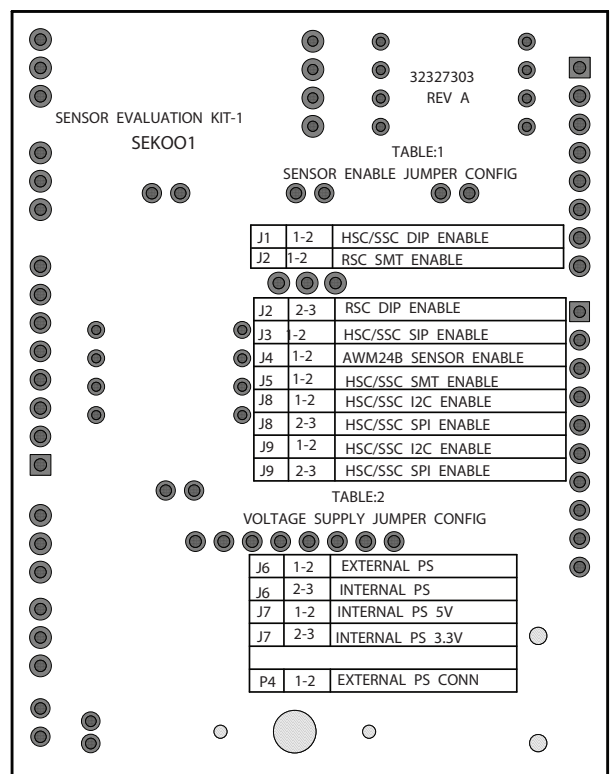 32327303
REV A
SENSOR EVALUATION KIT-1
SEKOO1
TABLE:1
SENSOR ENABLE JUMPER CONFIG
J1 1-2 HSC/SSC DIP ENABLE
J2 1-2 RSC SMT ENABLE
J2 2-3 RSC DIP ENABLE
J3 1-2 HSC/SSC SIP ENABLE
J4 1-2 AWM24B SENSOR ENABLE
J5 1-2 HSC/SSC SMT ENABLE
J8 1-2 HSC/SSC I2C ENABLE
J8 2-3 HSC/SSC SPI ENABLE
J9 1-2 HSC/SSC I2C ENABLE
J9 2-3 HSC/SSC SPI ENABLE
TABLE:2
VOLTAGE SUPPLY JUMPER CONFIG
J6 1-2 EXTERNAL PS
J6 2-3 INTERNAL PS
J7 1-2 INTERNAL PS 5V
J7 2-3 INTERNAL PS 3.3V
P4 1-2 EXTERNAL PS CONN